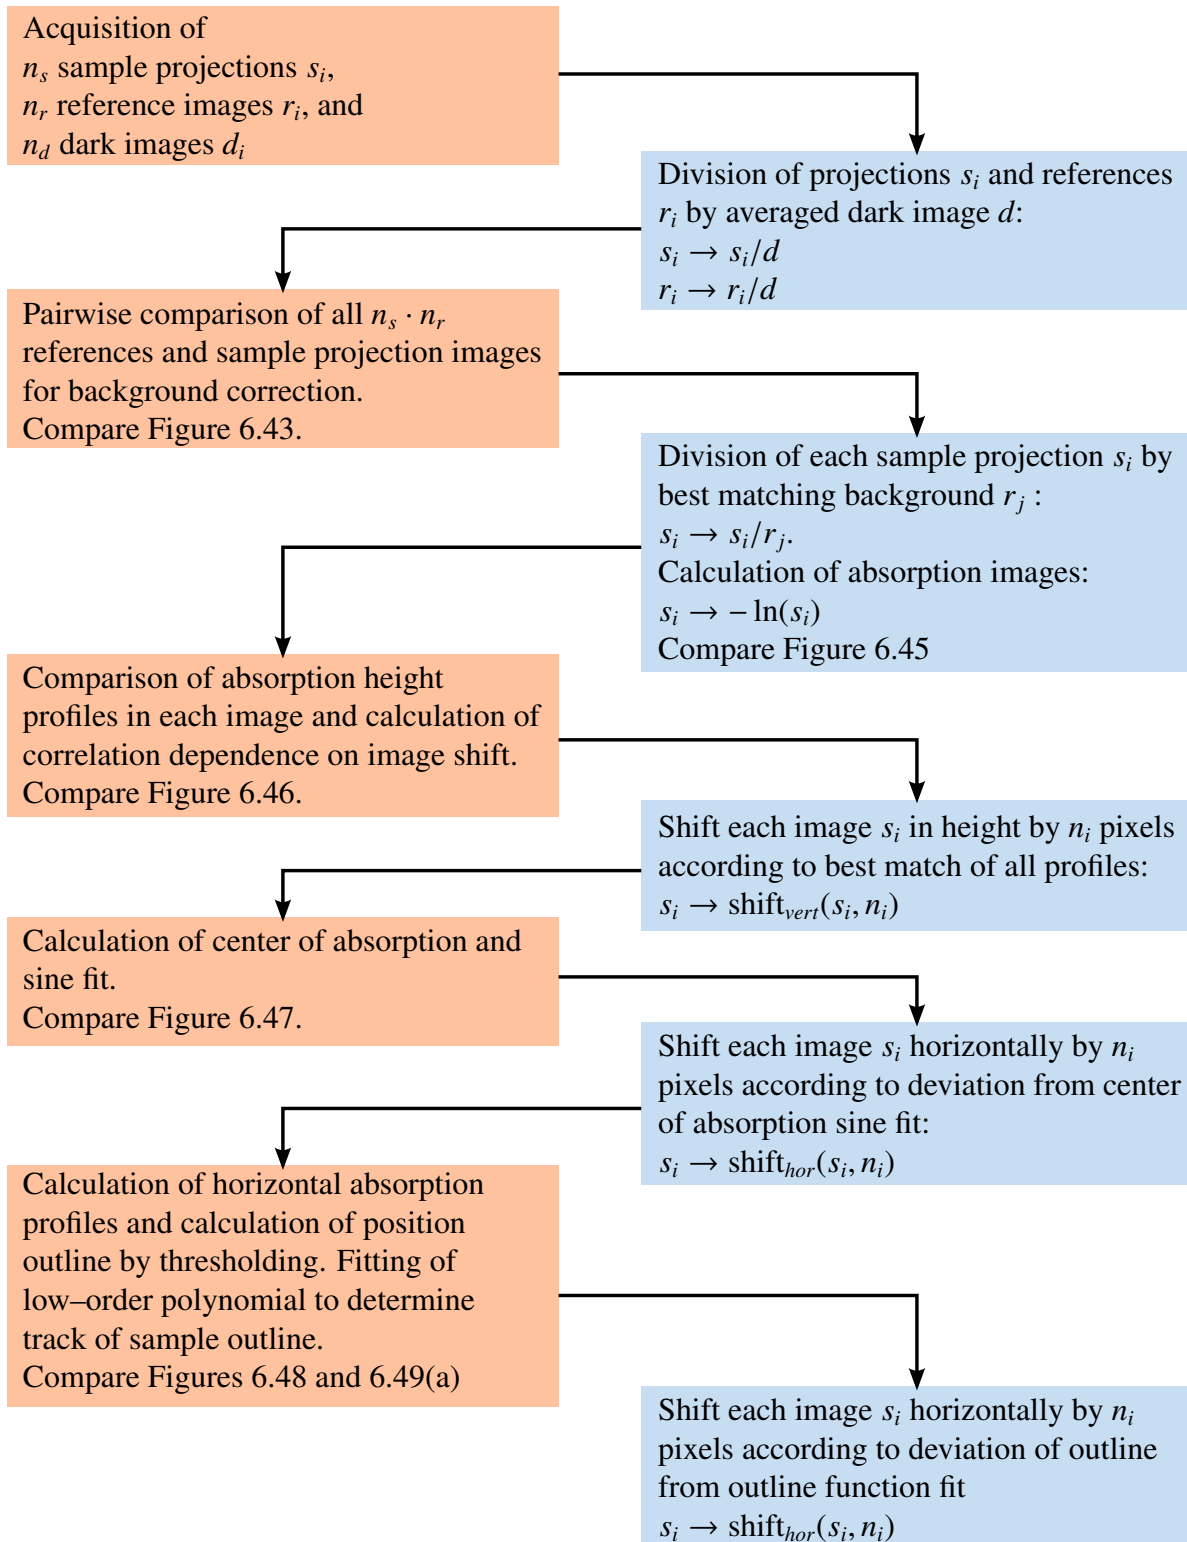 Acquisition of
n_s sample projections s_i,
n_r reference images r_i, and
n_d dark images d_i
Division of projections s_i and references
r_i by averaged dark image d:
s_i → s_i/d
r_i → r_i/d
Pairwise comparison of all n_s · n_r
references and sample projection images
for background correction.
Compare Figure 6.43.
Division of each sample projection s_i by
best matching background r_j :
s_i → s_i/r_j.
Calculation of absorption images:
s_i → − ln(s_i)
Compare Figure 6.45
Comparison of absorption height
profiles in each image and calculation of
correlation dependence on image shift.
Compare Figure 6.46.
Shift each image s_i in height by n_i pixels
according to best match of all profiles:
s_i → shift_vert(s_i, n_i)
Calculation of center of absorption and
sine fit.
Compare Figure 6.47.
Shift each image s_i horizontally by n_i
pixels according to deviation from center
of absorption sine fit:
s_i → shift_hor(s_i, n_i)
Calculation of horizontal absorption
profiles and calculation of position
outline by thresholding. Fitting of
low–order polynomial to determine
track of sample outline.
Compare Figures 6.48 and 6.49(a)
Shift each image s_i horizontally by n_i
pixels according to deviation of outline
from outline function fit
s_i → shift_hor(s_i, n_i)